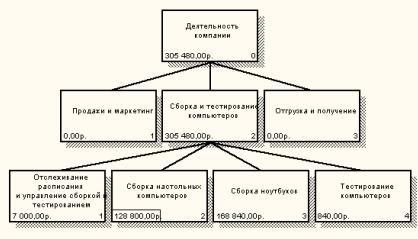 Деятельность
компании
305 480,00р. 0
Продажи и маркетинг
0,00р. 1
Сборка и тестирование
компьютеров
305 480,00р. 2
Отгрузка и получение
0,00р. 3
Отслеживание
расписания
и управление сборкой и
тестированием
7 000,00р. 1
Сборка настольных
компьютеров
128 800,00р. 2
Сборка ноутбуков
168 840,00р. 3
Тестирование
компьютеров
840,00р. 4